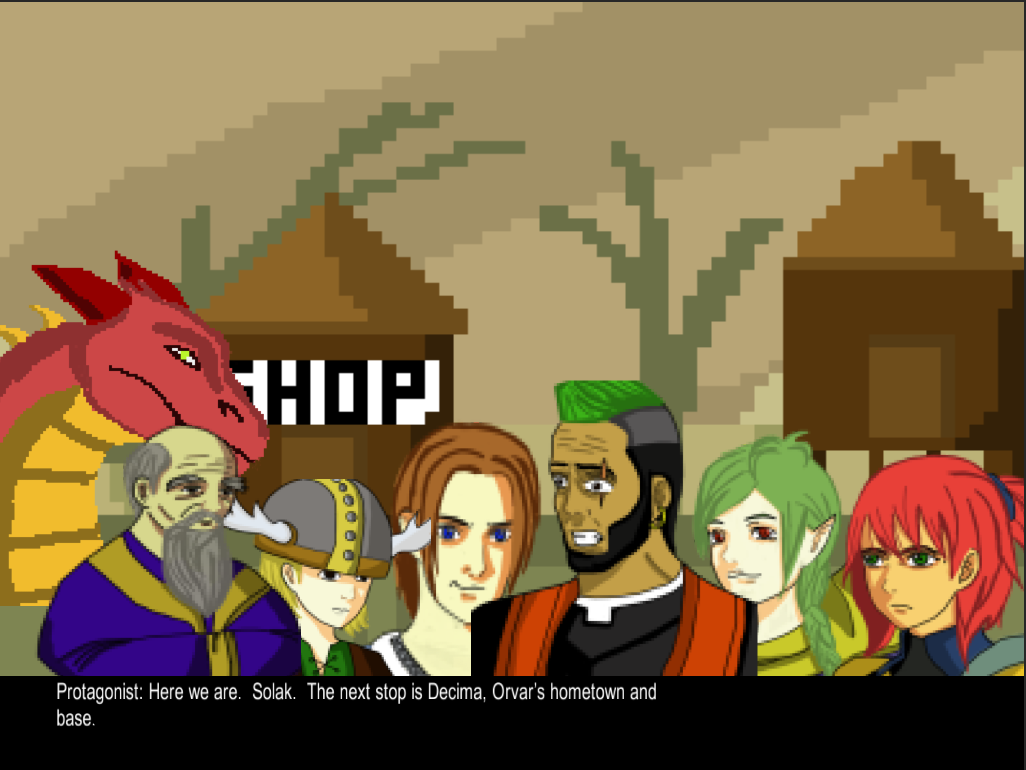 SHOP
Protagonist: Here we are.  Solak.  The next stop is Decima, Orvar's hometown and
base.